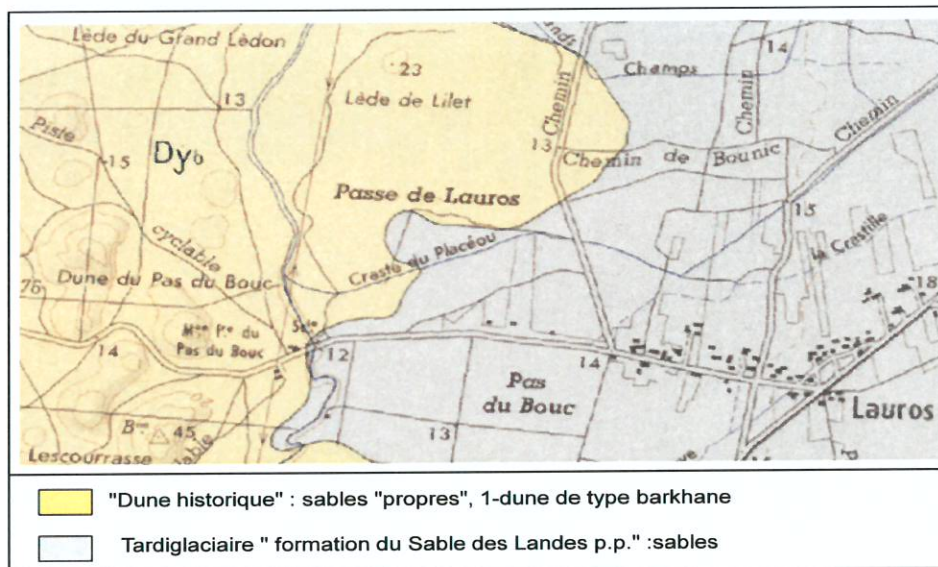 Lède du Grand Lèdon
23
Lède de Lilet
Champs
14
Chemin
Chemin
Chemin
13
13
Piste
15
Dyb
Chemin de Bounic
Passe de Lauros
15
la Crastille
cyclable
Craste du Placéou
Dune du Pas du Bouc
76
18
Mon Fre du
Pas du Bouc
Scie
12
14
14
Pas
du Bouc
Lauros
13
45
Lescourrasse
"Dune historique" : sables "propres", 1-dune de type barkhane
Tardiglaciaire " formation du Sable des Landes p.p." :sables